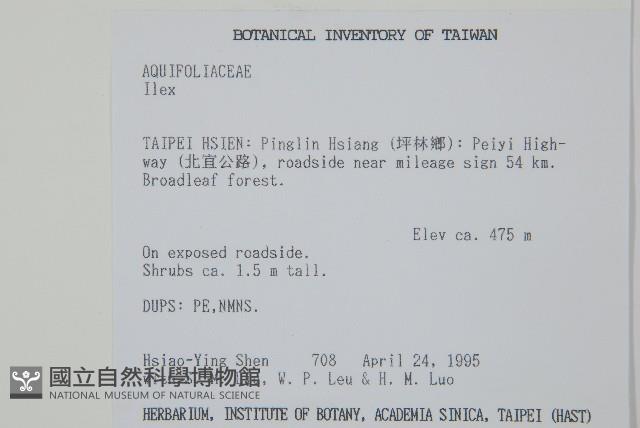 BOTANICAL INVENTORY OF TAIWAN
AQUIFOLIACEAE
Ilex
TAIPEI HSIEN: Pinglin Hsiang (坪林鄉): Peiyi High-
way (北宜公路), roadside near mileage sign 54 km.
Broadleaf forest.
Elev ca. 475 m
On exposed roadside.
Shrubs ca. 1.5 m tall.
DUPS: PE,NMNS.
Hsiao-Ying Shen 708 April 24, 1995
W. P. Leu & H. M. Luo
國立自然科學博物館
NATIONAL MUSEUM OF NATURAL SCIENCE
HERBARIUM, INSTITUTE OF BOTANY, ACADEMIA SINICA, TAIPEI (HAST)